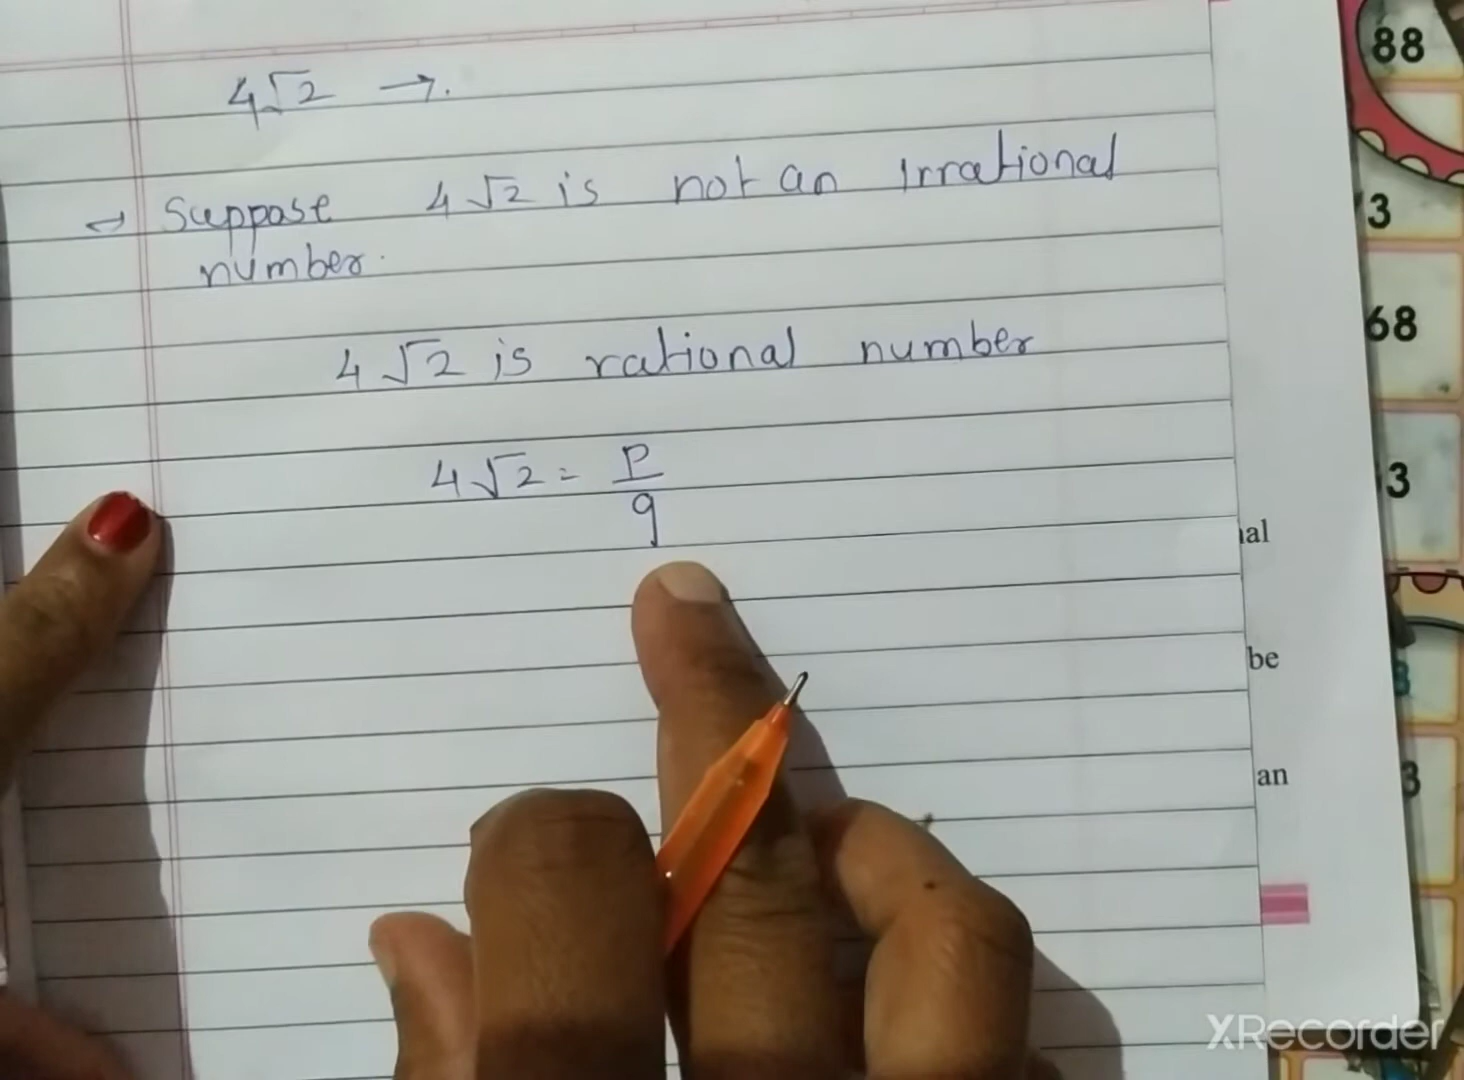 4√2 →.
→ Suppose 4√2 is not an Irrational
number.
4√2 is rational number
4√2 = P/q
88
3
68
3
al
be
an
3
XRecorder